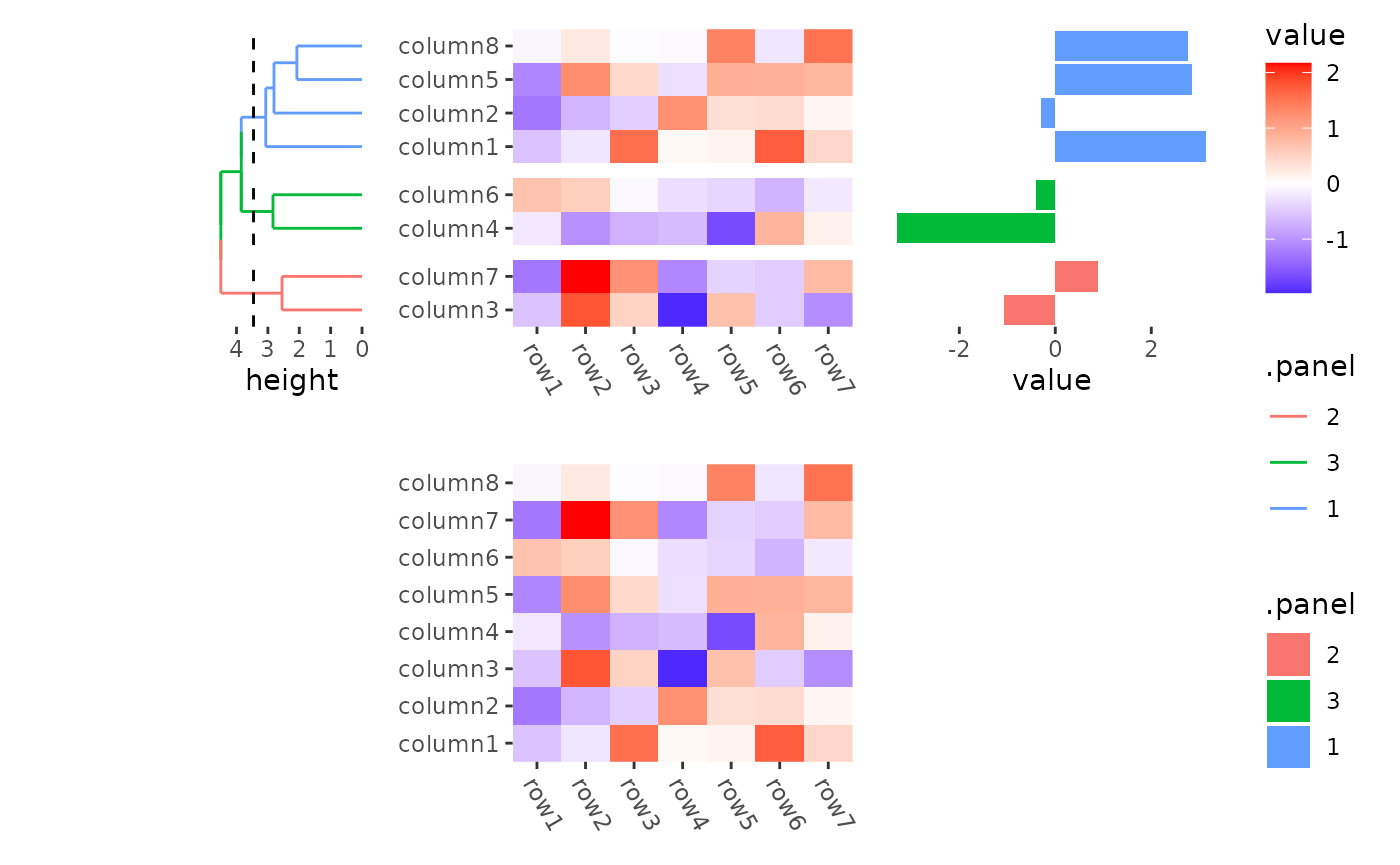 column8
column5
column2
column1
column6
column4
column7
column3
4 3 2 1 0
height
row1 row2 row3 row4 row5 row6 row7
-2 0 2
value
value
2
1
0
-1
.panel
2
3
1
column8
column7
column6
column5
column4
column3
column2
column1
row1 row2 row3 row4 row5 row6 row7
.panel
2
3
1